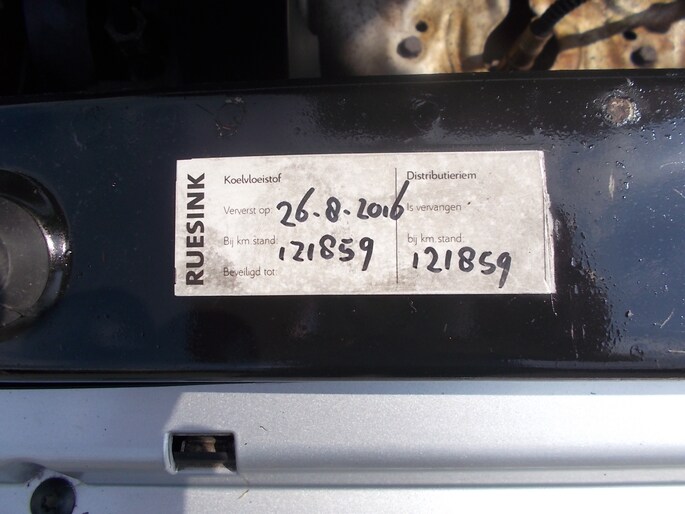 RUESINK
Koelvloeistof
Ververst op: 26-8-2016
Bij km stand: 121859
Beveiligd tot:
Distributieriem
Is vervangen
bij km. stand: 121859